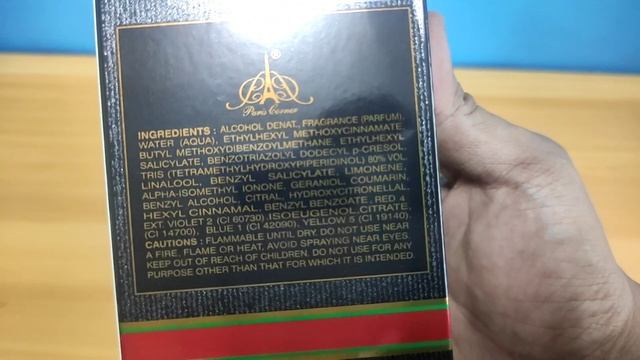 ®
Paris Corner
INGREDIENTS : ALCOHOL DENAT., FRAGRANCE (PARFUM),
WATER (AQUA), ETHYLHEXYL METHOXYCINNAMATE,
BUTYL METHOXYDIBENZOYLMETHANE, ETHYLHEXYL
SALICYLATE, BENZOTRIAZOLYL DODECYL p-CRESOL,
TRIS (TETRAMETHYLHYDROXYPIPERIDINOL) 80% VOL
LINALOOL, BENZYL SALICYLATE, LIMONENE,
ALPHA-ISOMETHYL IONONE, GERANIOL COUMARIN,
BENZYL ALCOHOL, CITRAL, HYDROXYCITRONELLAL,
HEXYL CINNAMAL, BENZYL BENZOATE, RED 4
EXT. VIOLET 2 (CI 60730), ISOEUGENOL, CITRATE,
(CI 14700), BLUE 1 (CI 42090), YELLOW 5 (CI 19140)
CAUTIONS : FLAMMABLE UNTIL DRY. DO NOT USE NEAR
A FIRE, FLAME OR HEAT, AVOID SPRAYING NEAR EYES.
KEEP OUT OF REACH OF CHILDREN. DO NOT USE FOR ANY
PURPOSE OTHER THAN THAT FOR WHICH IT IS INTENDED.